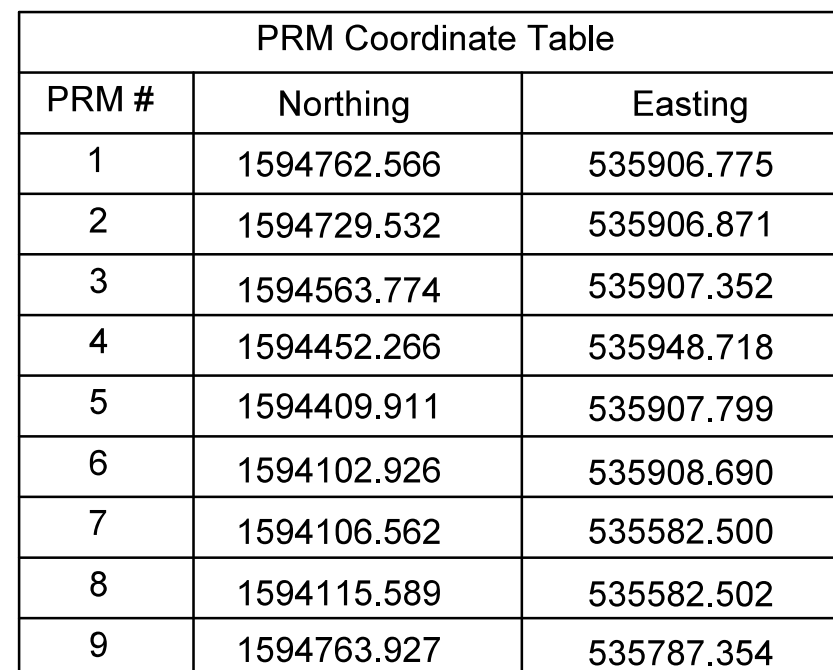 PRM Coordinate Table
PRM # Northing Easting
1 1594762.566 535906.775
2 1594729.532 535906.871
3 1594563.774 535907.352
4 1594452.266 535948.718
5 1594409.911 535907.799
6 1594102.926 535908.690
7 1594106.562 535582.500
8 1594115.589 535582.502
9 1594763.927 535787.354